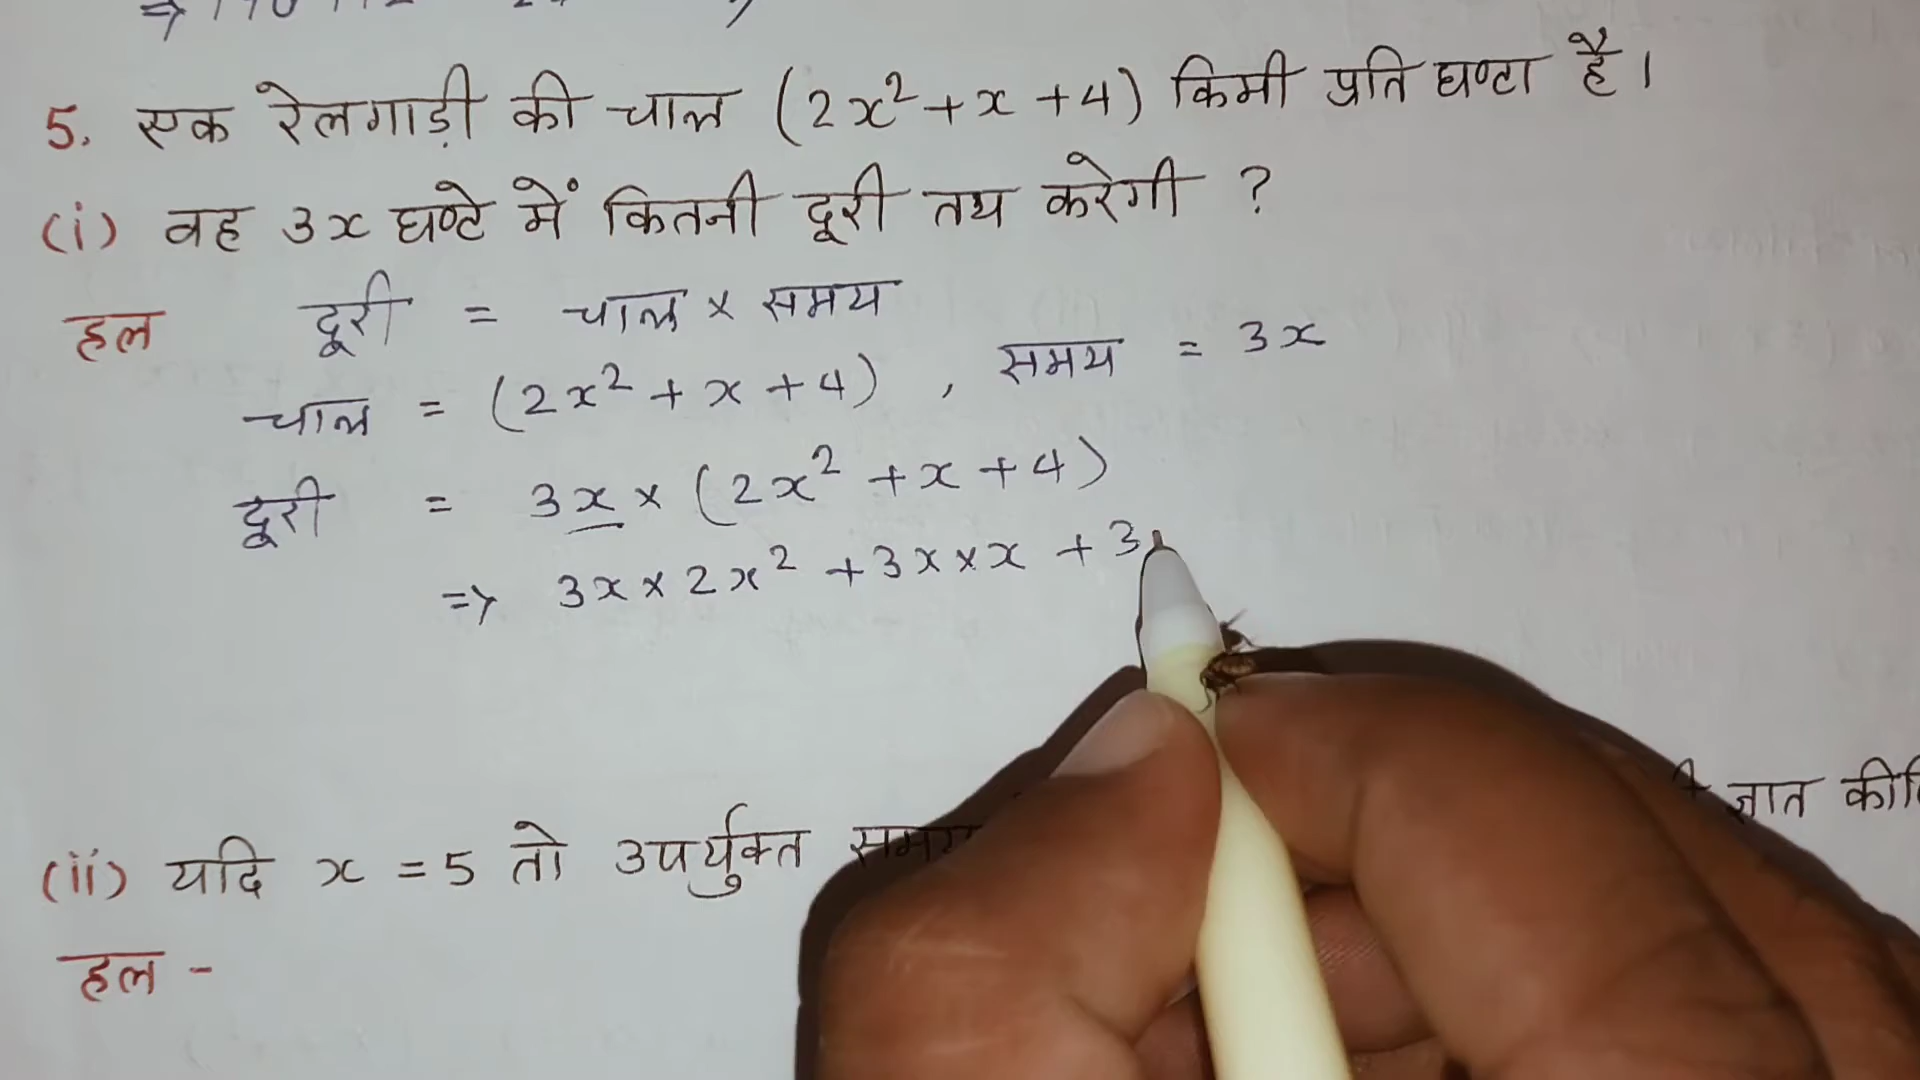 5. एक रेलगाड़ी की चाल (2x² + x + 4) किमी प्रति घण्टा है।
(i) वह 3x घण्टे में कितनी दूरी तय करेगी ?
हल दूरी = चाल × समय
चाल = (2x² + x + 4) , समय = 3x
दूरी = 3x × (2x² + x + 4)
=> 3x × 2x² + 3x × x + 3
(ii) यदि x = 5 तो उपर्युक्त ज्ञात
हल -